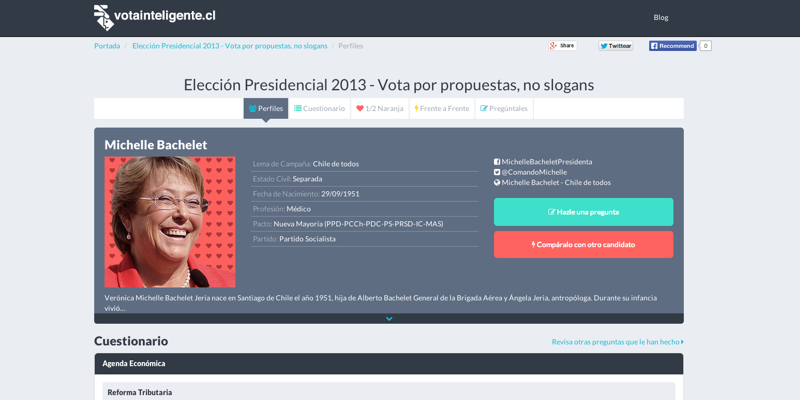 votainteligente.cl
Blog
Portada / Elección Presidencial 2013 - Vota por propuestas, no slogans / Perfiles
Share
Twittear
Recommend 0
Elección Presidencial 2013 - Vota por propuestas, no slogans
Perfiles
Cuestionario
1/2 Naranja
Frente a Frente
Pregúntales
Michelle Bachelet
Lema de Campaña: Chile de todos
Estado Civil: Separada
Fecha de Nacimiento: 29/09/1951
Profesión: Médico
Pacto: Nueva Mayoría (PPD-PCCh-PDC-PS-PRSD-IC-MAS)
Partido: Partido Socialista
MichelleBacheletPresidenta
@ComandoMichelle
Michelle Bachelet - Chile de todos
Hazle una pregunta
Compáralo con otro candidato
Verónica Michelle Bachelet Jeria nace en Santiago de Chile el año 1951, hija de Alberto Bachelet General de la Brigada Aérea y Ángela Jeria, antropóloga. Durante su infancia
vivió...
Cuestionario
Revisa otras preguntas que le han hecho
Agenda Económica
Reforma Tributaria